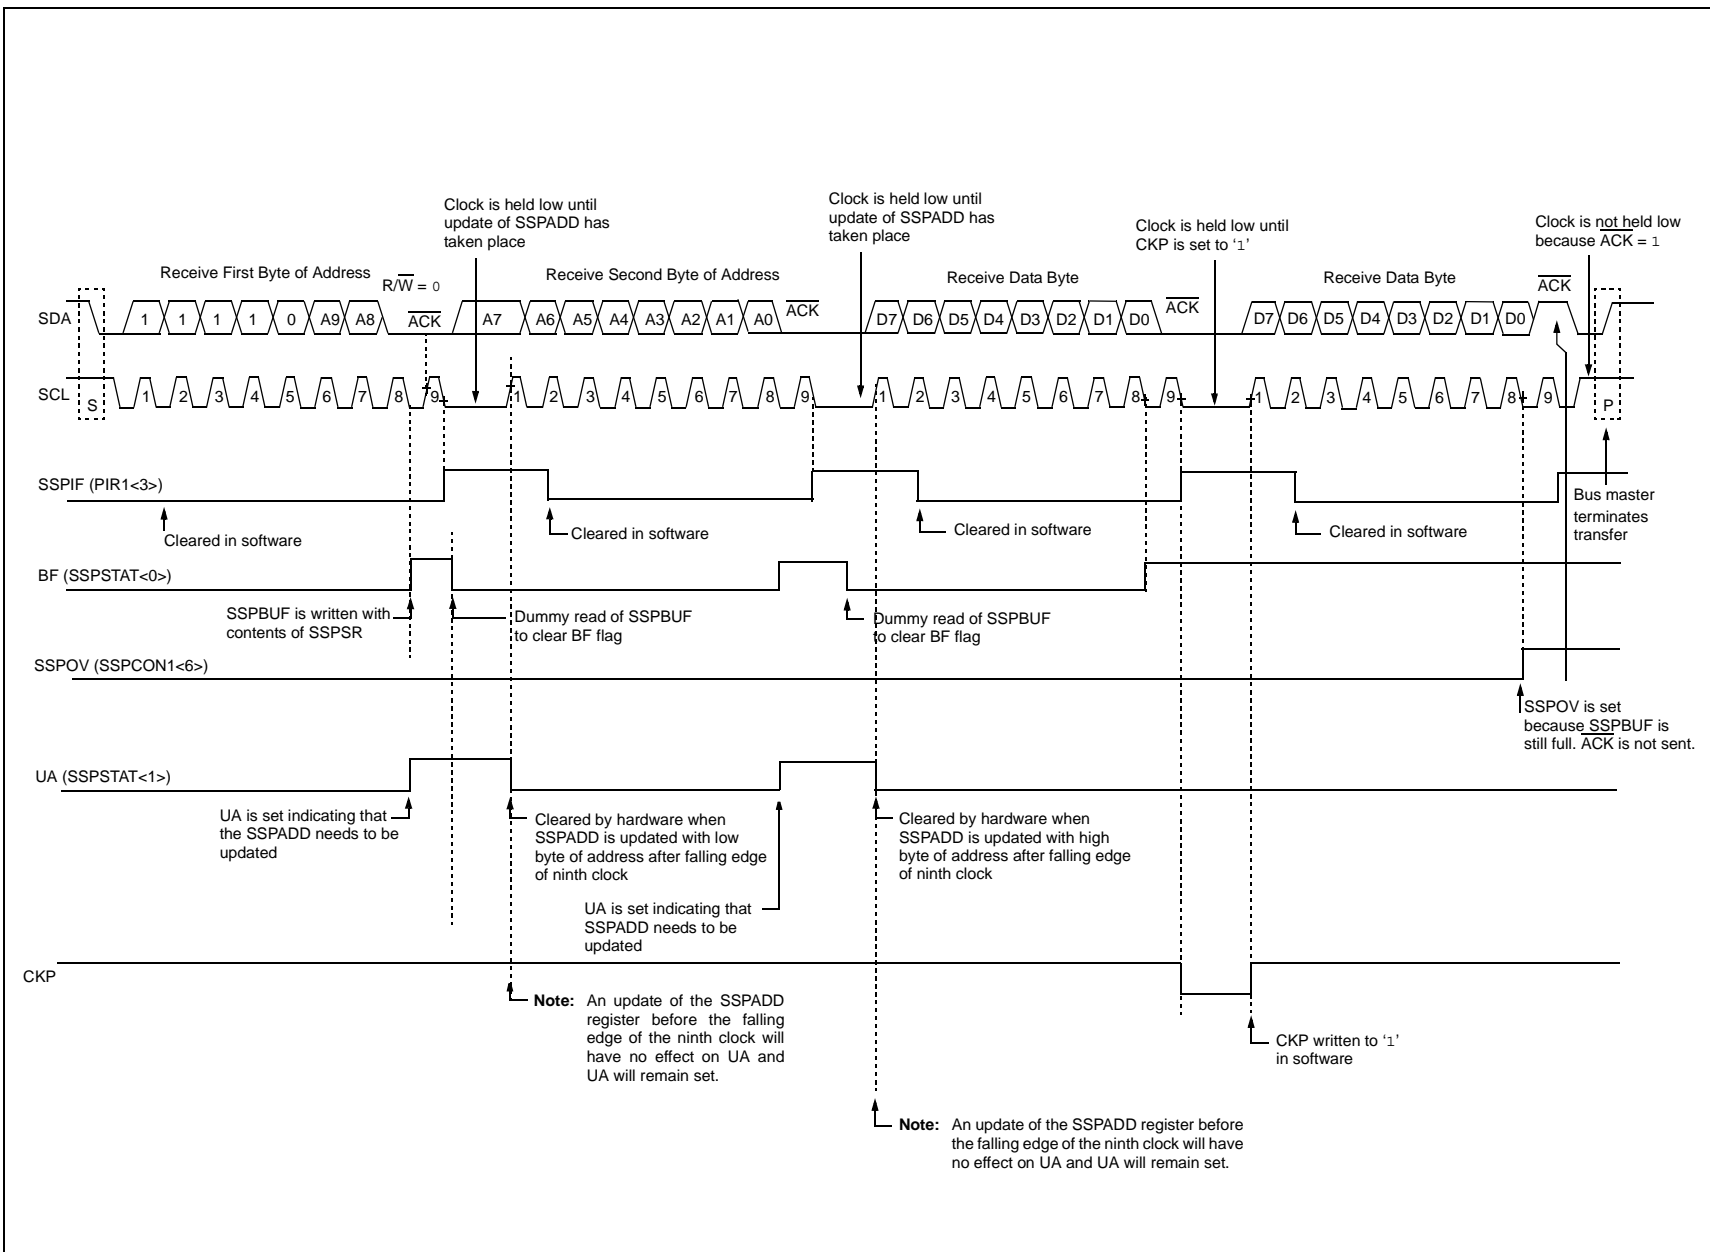 Clock is held low until
update of SSPADD has
taken place
Clock is held low until
update of SSPADD has
taken place
Clock is held low until
CKP is set to ‘1’
Clock is not held low
because ACK = 1
Receive First Byte of Address
R/W = 0
Receive Second Byte of Address
Receive Data Byte
Receive Data Byte
SDA
1 1 1 1 0 A9 A8 ACK
A7 A6 A5 A4 A3 A2 A1 A0 ACK
D7 D6 D5 D4 D3 D2 D1 D0 ACK
D7 D6 D5 D4 D3 D2 D1 D0 ACK
SCL
S
1 2 3 4 5 6 7 8 9
1 2 3 4 5 6 7 8 9
1 2 3 4 5 6 7 8 9
1 2 3 4 5 6 7 8 9
P
SSPIF (PIR1<3>)
Cleared in software
Cleared in software
Cleared in software
Cleared in software
Bus master
terminates
transfer
BF (SSPSTAT<0>)
SSPBUF is written with
contents of SSPSR
Dummy read of SSPBUF
to clear BF flag
Dummy read of SSPBUF
to clear BF flag
SSPOV (SSPCON1<6>)
SSPOV is set
because SSPBUF is
still full. ACK is not sent.
UA (SSPSTAT<1>)
UA is set indicating that
the SSPADD needs to be
updated
Cleared by hardware when
SSPADD is updated with low
byte of address after falling edge
of ninth clock
UA is set indicating that
SSPADD needs to be
updated
Cleared by hardware when
SSPADD is updated with high
byte of address after falling edge
of ninth clock
CKP
Note: An update of the SSPADD
register before the falling
edge of the ninth clock will
have no effect on UA and
UA will remain set.
CKP written to ‘1’
in software
Note: An update of the SSPADD register before
the falling edge of the ninth clock will have
no effect on UA and UA will remain set.